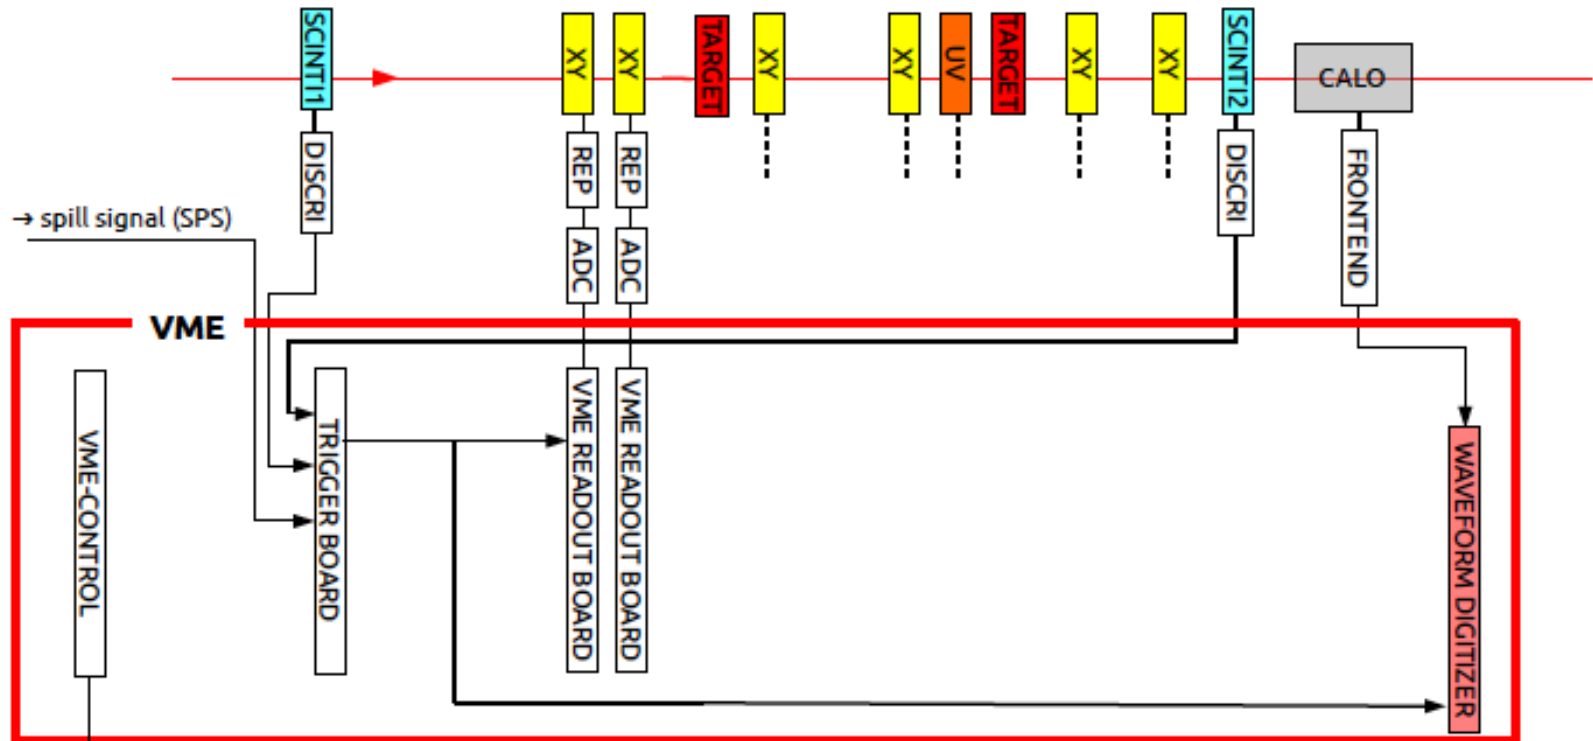 SCINTI1
XY
XY
TARGET
XY
XY
UV
TARGET
XY
XY
SCINTI2
CALO
DISCRI
REP
REP
DISCRI
FRONTEND
→ spill signal (SPS)
ADC
ADC
VME
VME-CONTROL
TRIGGER BOARD
VME READOUT BOARD
VME READOUT BOARD
WAVEFORM DIGITIZER